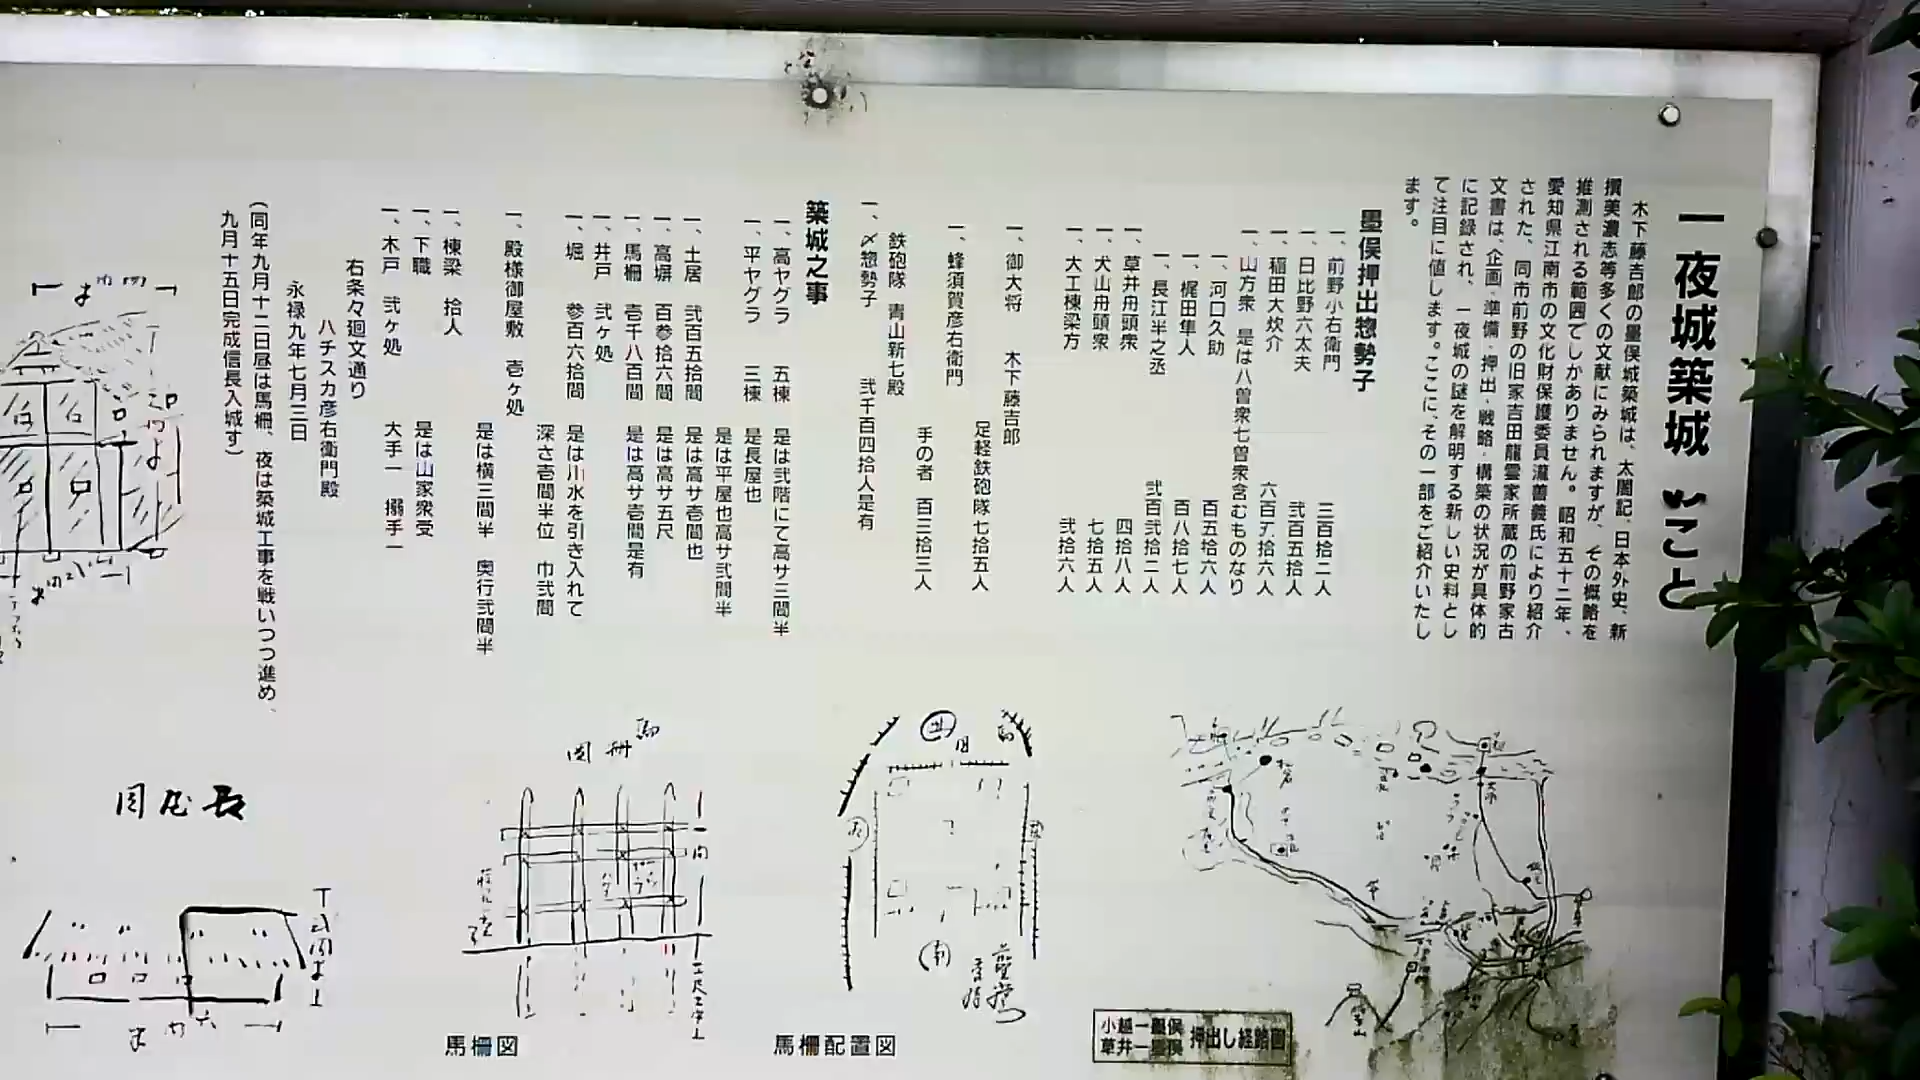 一夜城築城のこと
木下藤吉郎の墨俣城築城は、太閤記、日本外史、新
撰美濃志等多くの文献にみられますが、その概略を
推測される範囲でしかありません。昭和五十二年、
愛知県江南市の文化財保護委員瀧善義氏により紹介
された、同市前野の旧家吉田龍雲家所蔵の前野家古
文書は、企画・準備・押出・戦略・構築の状況が具体的
に記録され、一夜城の謎を解明する新しい史料とし
て注目に値します。ここに、その一部をご紹介いたし
ます。
墨俣押出惣勢子
一、前野小右衛門 三百拾二人
一、日比野六太夫 弐百五拾人
一、稲田大炊介 六百九拾六人
一、山方衆 是は八曽衆七曽衆含むものなり
一、河口久助 百五拾六人
一、梶田隼人 百八拾七人
一、長江半之丞 弐百弐拾二人
一、草井舟頭衆 四拾八人
一、犬山舟頭衆 七拾五人
一、大工棟梁方 弐拾六人
一、御大将 木下藤吉郎
足軽鉄砲隊七拾五人
一、蜂須賀彦右衛門
手の者 百三拾三人
鉄砲隊 青山新七殿
一、〆惣勢子 弐千百四拾人是有
築城之事
一、高ヤグラ 五棟 是は弐階にて高サ三間半
一、平ヤグラ 三棟 是は長屋也
是は平屋也高サ弐間半
一、土居 弐百五拾間 是は高サ壱間也
一、高塀 百参拾六間 是は高サ五尺
一、馬柵 壱千八百間 是は高サ壱間是有
一、井戸 弐ヶ処
一、堀 参百六拾間 是は川水を引き入れて
深さ壱間半位 巾弐間
一、殿様御屋敷 壱ヶ処
是は横三間半 奥行弐間半
一、棟梁 拾人
一、下職 是は山家衆受
一、木戸 弐ヶ処 大手一 搦手一
右条々廻文通り
ハチスカ彦右衛門殿
永禄九年七月三日
(同年九月十二日昼は馬柵、夜は築城工事を戦いつつ進め、
九月十五日完成信長入城す)
小越一墨俣
草井一墨俣
押出し経路図
馬柵配置図
馬柵図